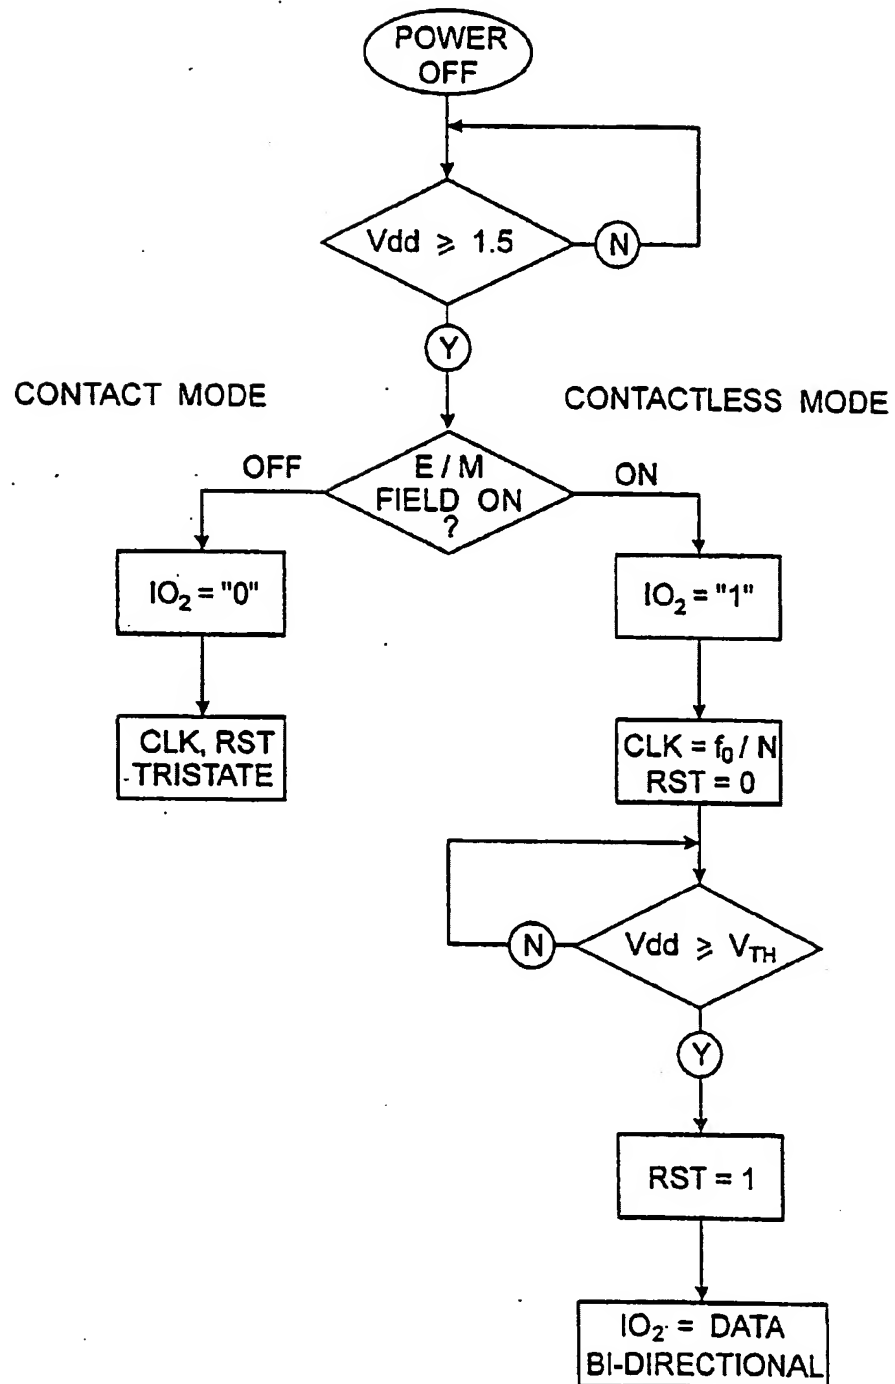 POWER
OFF
Vdd ⩾ 1.5
N
Y
CONTACT MODE
CONTACTLESS MODE
OFF
E / M
FIELD ON
?
ON
IO₂ = "0"
IO₂ = "1"
CLK, RST
TRISTATE
CLK = f₀ / N
RST = 0
Vdd ⩾ V_TH
N
Y
RST = 1
IO₂ = DATA
BI-DIRECTIONAL